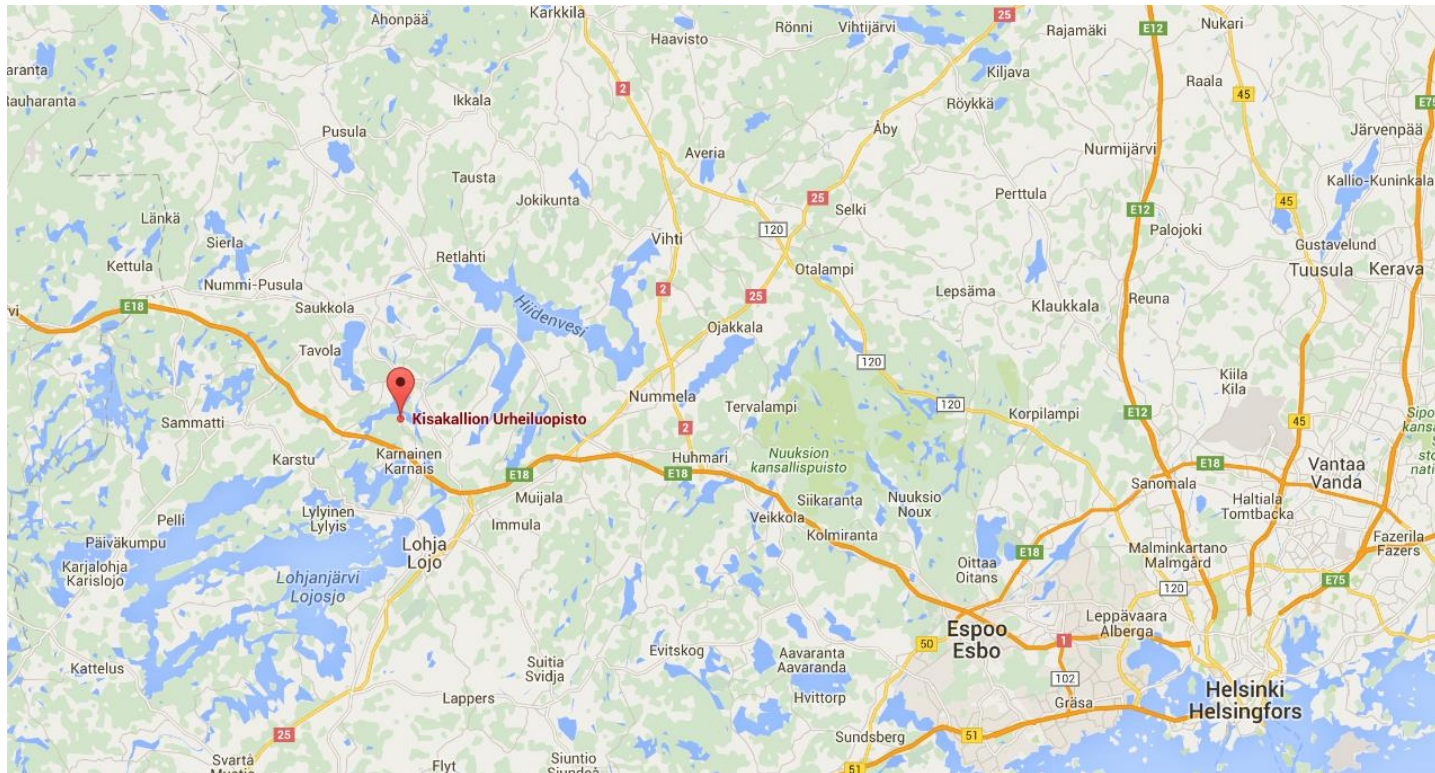 Ahonpää
Karkkila
Haavisto
Rönni
Vihtijärvi
25
Rajamäki
E12
Nukari
aranta
Rauharanta
Kiljava
Raala
45
E75
2
Ikkala
Röykkä
Pusula
Åby
Järvenpää
Averia
Nurmijärvi
Tausta
Perttula
Kallio-Kuninkala
Jokikunta
25
45
Länkä
Selki
E12
Sierla
Vihti
120
Palojoki
Gustavelund
Kettula
Retlahti
Otalampi
Tuusula
Kerava
Nummi-Pusula
2
25
Lepsämä
Reuna
vi
E18
Saukkola
Hiidenvesi
Klaukkala
Ojakkala
Tavola
120
Kiila
Kila
Nummela
Tervalampi
120
Korpilampi
E12
45
Sipo
kansa
Kisakallion Urheiluopisto
Sammatti
2
Karstu
Karnainen
Karnais
Huhmari
Nuuksion
kansallispuisto
E18
Vantaa
Vanda
E18
E18
Sanomala
Muijala
Siikaranta
Nuuksio
Noux
Haltiala
Tomtbacka
Lylyinen
Lylyis
Pelli
Immula
Veikkola
Kolmiranta
Päiväkumpu
Lohja
Lojo
E18
Malminkartano
Malmgård
Fazerila
Fazers
Karjalohja
Karislojo
Oittaa
Oitans
Lohjanjärvi
Lojosjo
120
E75
Leppävaara
Alberga
Espoo
Esbo
50
1
Evitskog
Aavaranta
Aavaranda
Kattelus
Suitia
Svidja
102
Helsinki
Helsingfors
Lappers
Hvittorp
Gräsa
25
Sundsberg
51
Svartå
Siuntio
Flyt
51